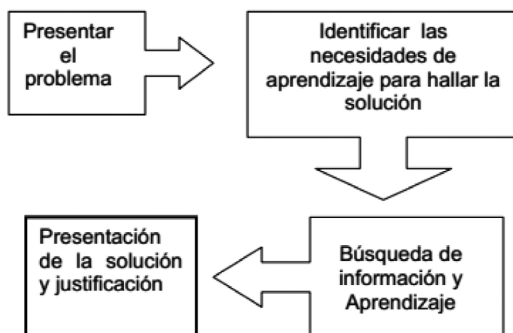 Presentar
el
problema
Identificar las
necesidades de
aprendizaje para hallar la
solución
Búsqueda de
información y
Aprendizaje
Presentación
de la solución
y justificación